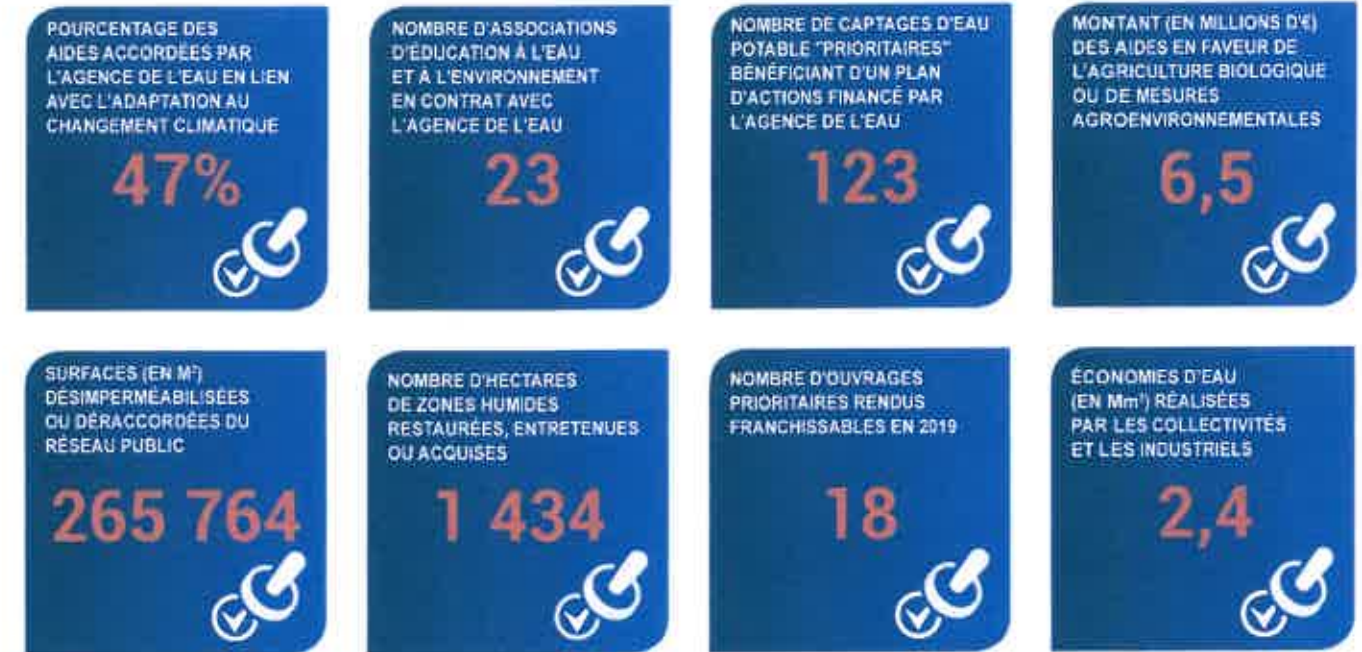 POURCENTAGE DES
AIDES ACCORDÉES PAR
L'AGENCE DE L'EAU EN LIEN
AVEC L'ADAPTATION AU
CHANGEMENT CLIMATIQUE
47%
NOMBRE D'ASSOCIATIONS
D'ÉDUCATION À L'EAU
ET À L'ENVIRONNEMENT
EN CONTRAT AVEC
L'AGENCE DE L'EAU
23
NOMBRE DE CAPTAGES D'EAU
POTABLE "PRIORITAIRES"
BÉNÉFICIANT D'UN PLAN
D'ACTIONS FINANCÉ PAR
L'AGENCE DE L'EAU
123
MONTANT (EN MILLIONS D'€)
DES AIDES EN FAVEUR DE
L'AGRICULTURE BIOLOGIQUE
OU DE MESURES
AGROENVIRONNEMENTALES
6,5
SURFACES (EN M²)
DÉSIMPERMÉABILISÉES
OU DÉRACCORDÉES DU
RÉSEAU PUBLIC
265 764
NOMBRE D'HECTARES
DE ZONES HUMIDES
RESTAURÉES, ENTRETENUES
OU ACQUISES
1 434
NOMBRE D'OUVRAGES
PRIORITAIRES RENDUS
FRANCHISSABLES EN 2019
18
ÉCONOMIES D'EAU
(EN Mm³) RÉALISÉES
PAR LES COLLECTIVITÉS
ET LES INDUSTRIELS
2,4